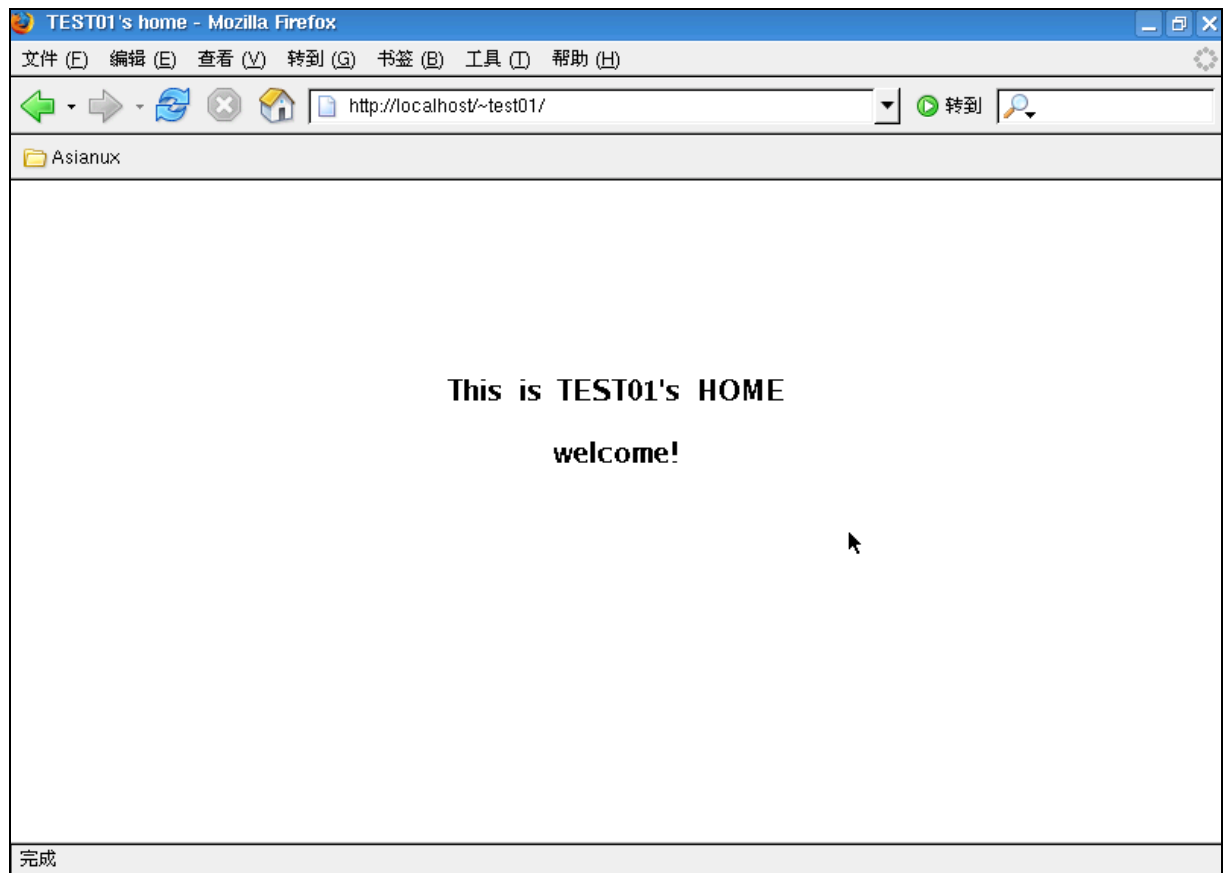 TEST01's home - Mozilla Firefox
文件 (F) 编辑 (E) 查看 (V) 转到 (G) 书签 (B) 工具 (T) 帮助 (H)
http://localhost/~test01/ 转到
Asianux
This is TEST01's HOME
welcome!
完成